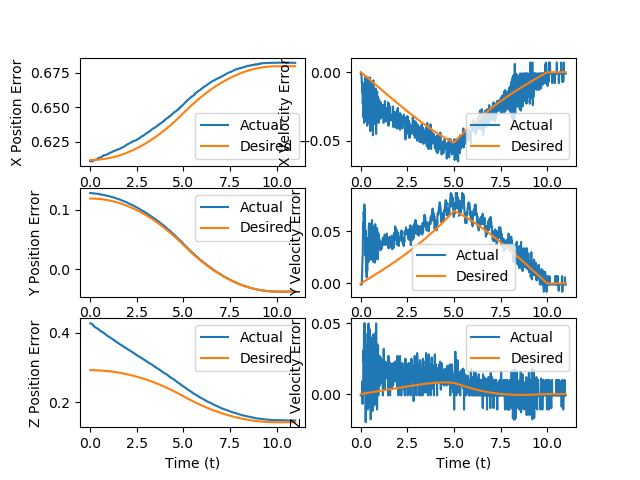 X Position Error
0.675
0.650
0.625
0.0 2.5 5.0 7.5 10.0
Actual
Desired
X Velocity Error
0.00
−0.05
0.0 2.5 5.0 7.5 10.0
Actual
Desired
Y Position Error
0.1
0.0
0.0 2.5 5.0 7.5 10.0
Actual
Desired
Y Velocity Error
0.05
0.00
0.0 2.5 5.0 7.5 10.0
Actual
Desired
Z Position Error
0.4
0.2
0.0 2.5 5.0 7.5 10.0
Time (t)
Actual
Desired
Z Velocity Error
0.05
0.00
0.0 2.5 5.0 7.5 10.0
Time (t)
Actual
Desired